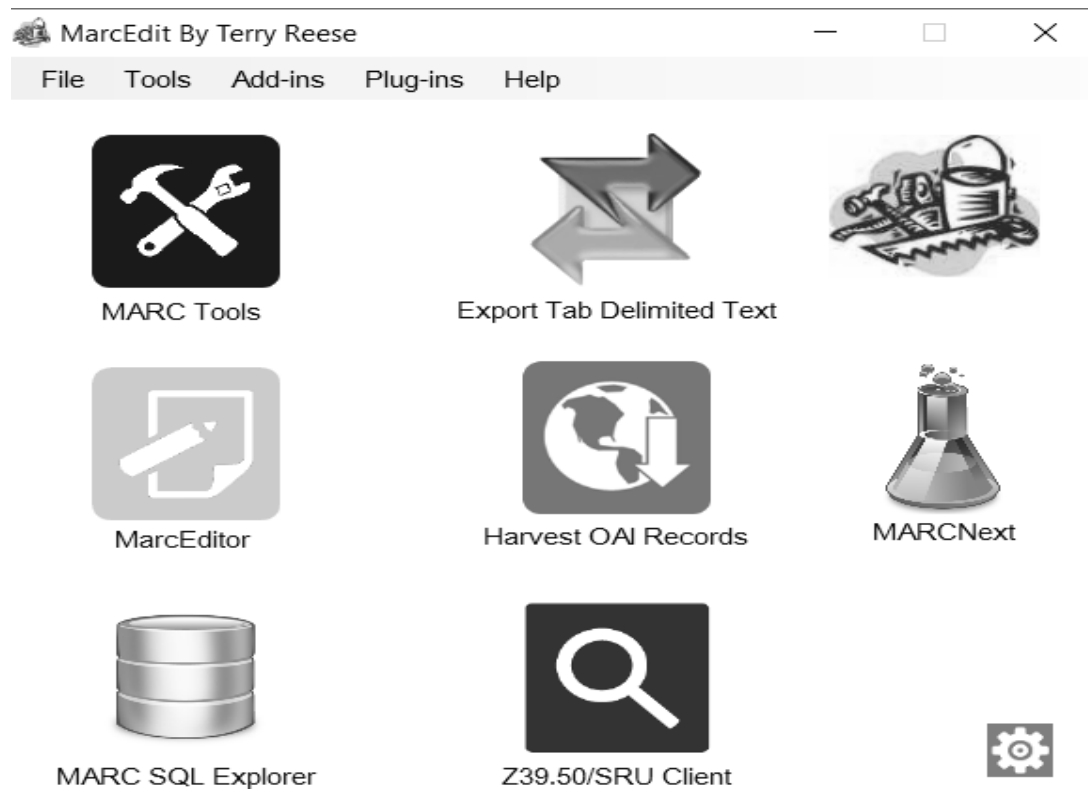 MarcEdit By Terry Reese
File Tools Add-ins Plug-ins Help
MARC Tools
Export Tab Delimited Text
MarcEditor
Harvest OAI Records
MARCNext
MARC SQL Explorer
Z39.50/SRU Client